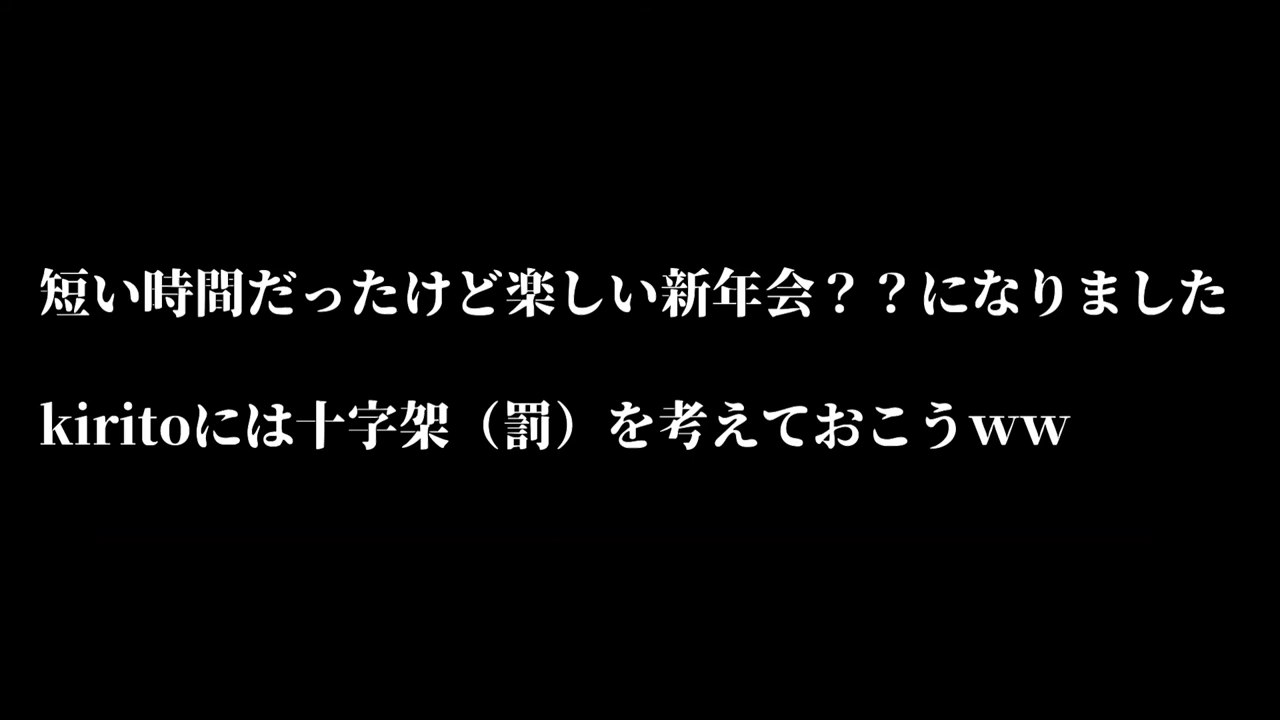 短い時間だったけど楽しい新年会？？になりました
kiritoには十字架（罰）を考えておこうww